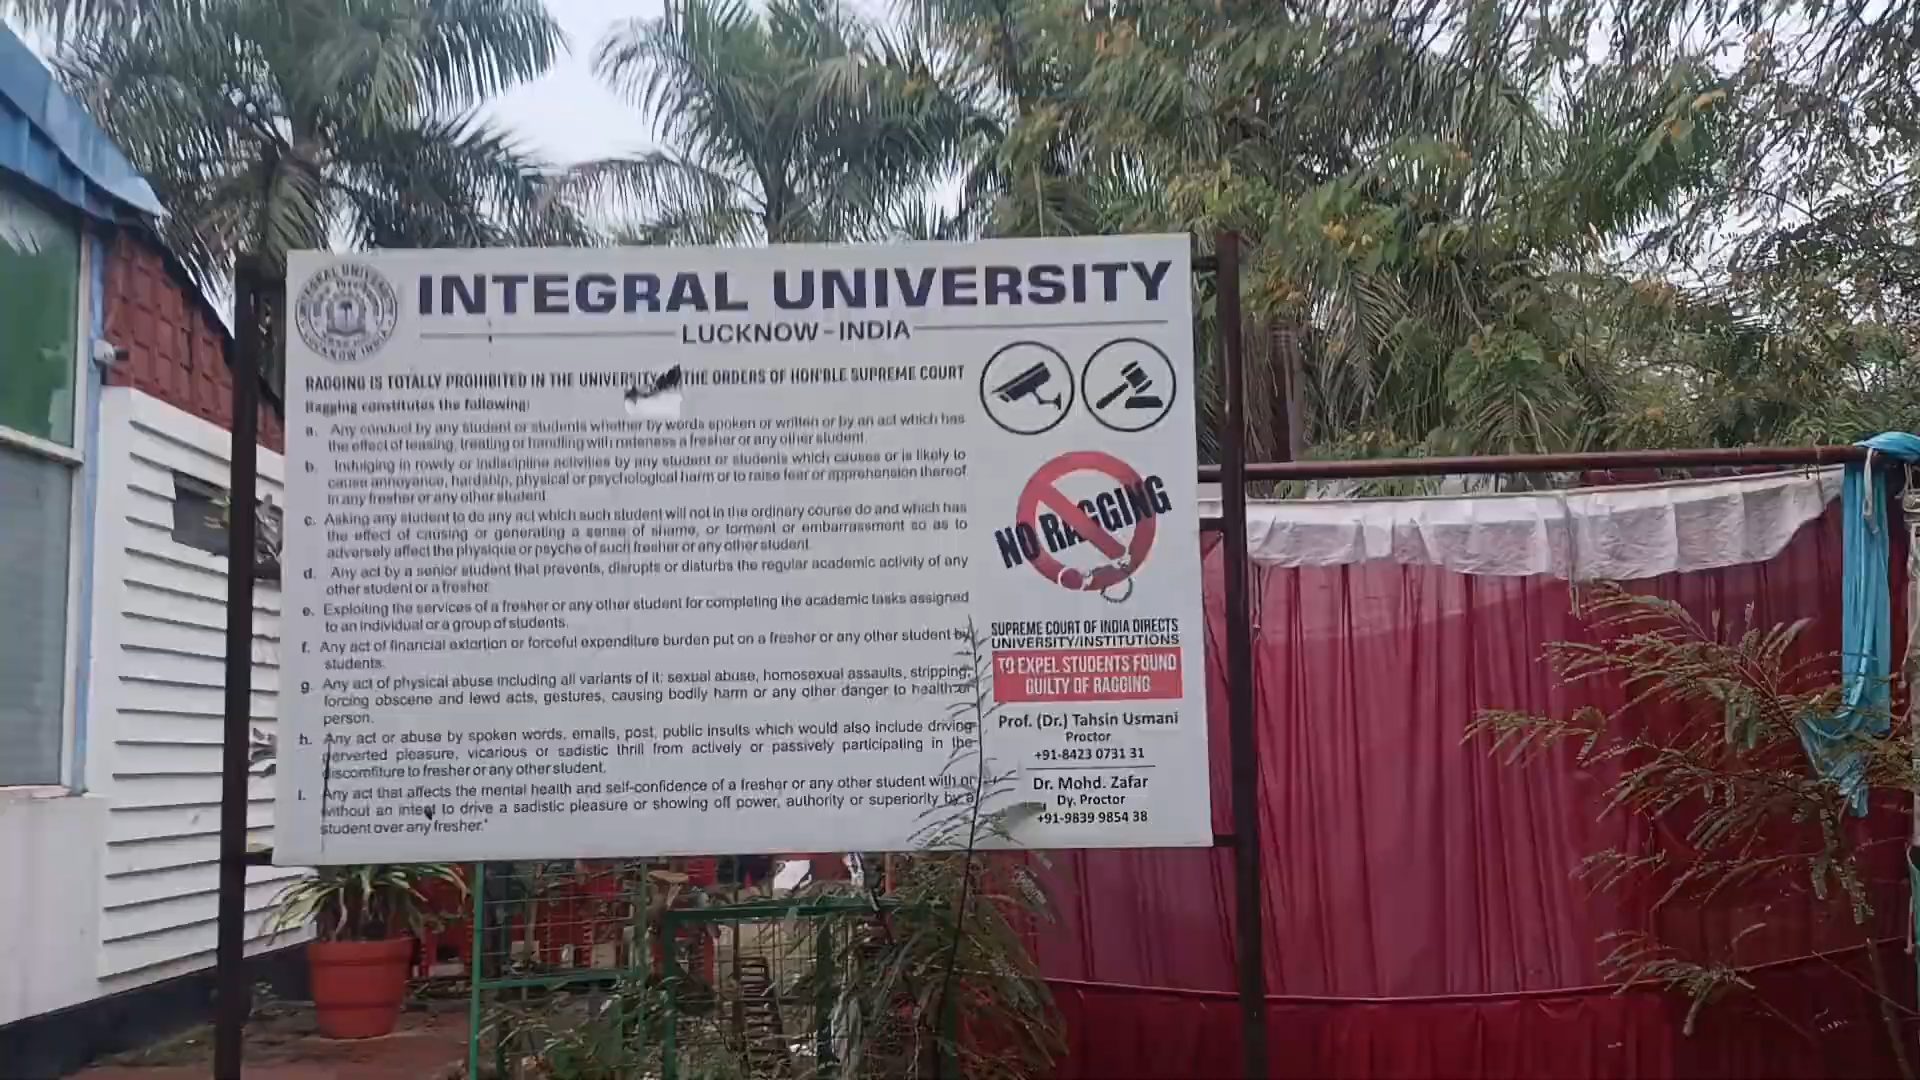 INTEGRAL UNIVERSITY
LUCKNOW-INDIA
RAGGING IS TOTALLY PROHIBITED IN THE UNIVERSITY THE ORDERS OF HON'BLE SUPREME COURT
Ragging constitutes the following:
a. Any conduct by any student or students whether by words spoken or written or by an act which has
the effect of teasing, treating or handling with rudeness a fresher or any other student.
b. Indulging in rowdy or indiscipline activities by any student or students which causes or is likely to
cause annoyance, hardship, physical or psychological harm or to raise fear or apprehension thereof
in any fresher or any other student
c. Asking any student to do any act which such student will not in the ordinary course do and which has
the effect of causing or generating a sense of shame, or torment or embarrassment so as to
adversely affect the physique or psyche of such fresher or any other student.
d. Any act by a senior student that prevents, disrupts or disturbs the regular academic activity of any
other student or a fresher
e. Exploiting the services of a fresher or any other student for completing the academic tasks assigned
to an individual or a group of students.
f. Any act of financial extortion or forceful expenditure burden put on a fresher or any other student by
students.
g. Any act of physical abuse including all variants of it: sexual abuse, homosexual assaults, stripping,
forcing obscene and lewd acts, gestures, causing bodily harm or any other danger to health or
person.
h. Any act or abuse by spoken words, emails, post, public insults which would also include driving
perverted pleasure, vicarious or sadistic thrill from actively or passively participating in the
discomfiture to fresher or any other student.
i. Any act that affects the mental health and self-confidence of a fresher or any other student with or
without an intent to drive a sadistic pleasure or showing off power, authority or superiority by a
student over any fresher."
NO RAGGING
SUPREME COURT OF INDIA DIRECTS
UNIVERSITY/INSTITUTIONS
TO EXPEL STUDENTS FOUND
GUILTY OF RAGGING
Prof. (Dr.) Tahsin Usmani
Proctor
+91-8423 0731 31
Dr. Mohd. Zafar
Dy. Proctor
+91-9839 9854 38